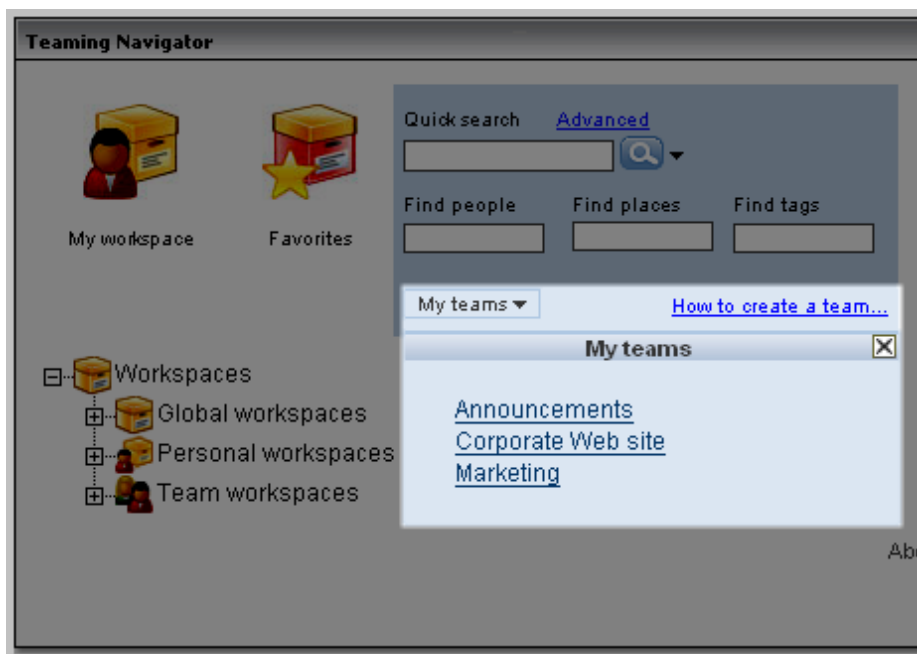 Teaming Navigator
Quick search Advanced
Find people Find places Find tags
My workspace Favorites
My teams How to create a team...
My teams
Workspaces
Global workspaces
Personal workspaces
Team workspaces
Announcements
Corporate Web site
Marketing